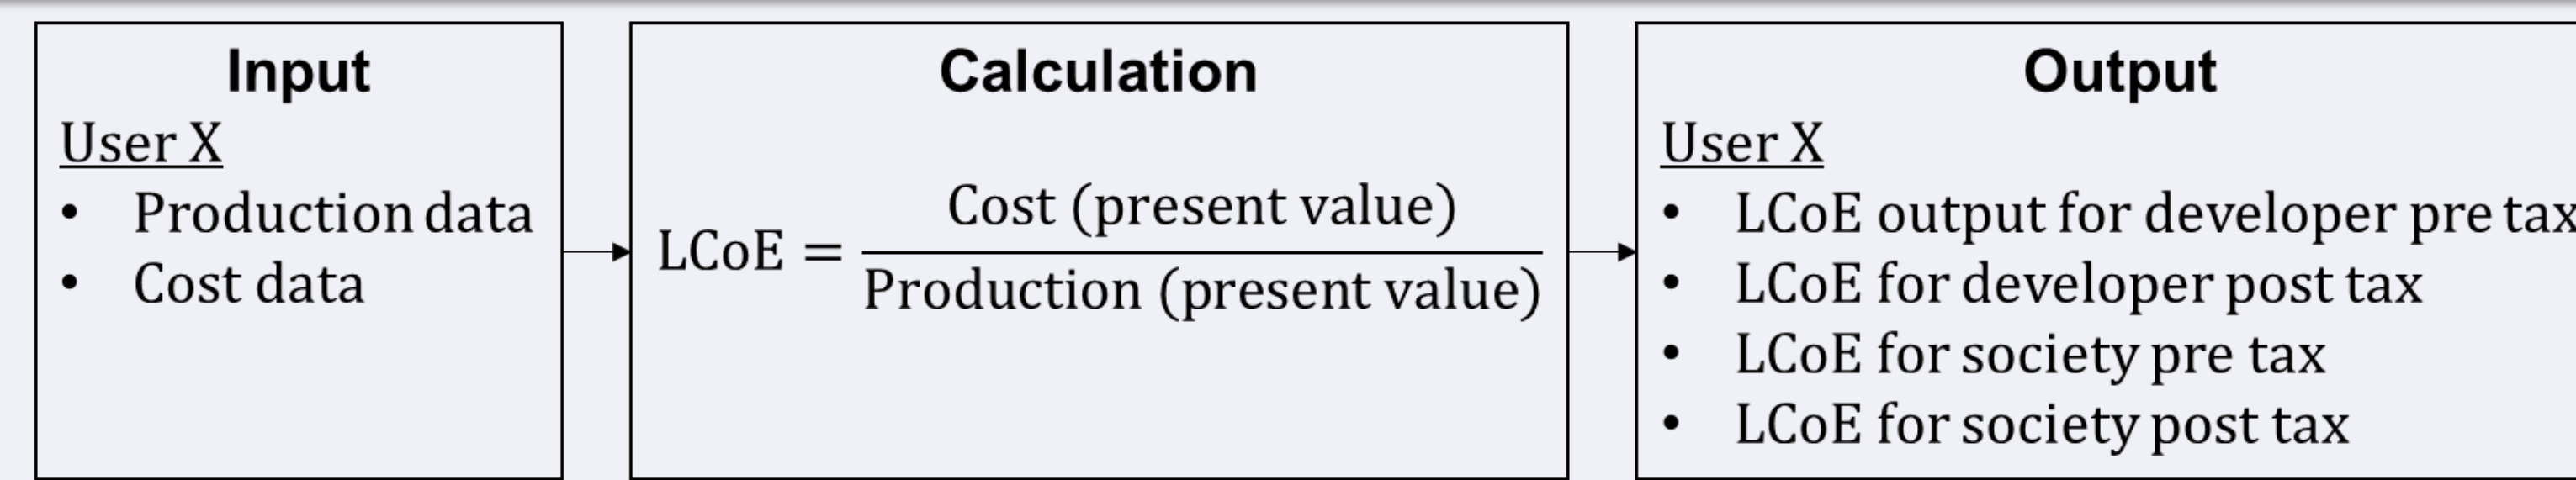 Input
User X
• Production data
• Cost data
Calculation
LCoE = Cost (present value) / Production (present value)
Output
User X
• LCoE output for developer pre tax
• LCoE for developer post tax
• LCoE for society pre tax
• LCoE for society post tax